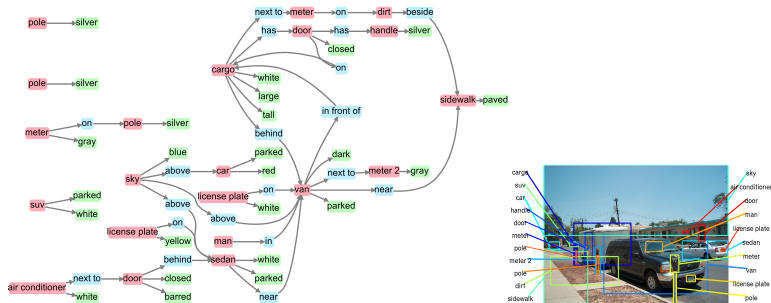 pole silver
pole silver
meter on pole silver
gray
suv parked
white
air conditioner next to door behind sedan white
white closed parked
barred near
sky blue
above car parked
red
above
above
license plate on
yellow
license plate on van
white
man in
cargo next to meter on dirt beside sidewalk paved
has door has handle silver
closed
on
white
large
tall
behind
in front of
dark
next to meter 2 gray
near
parked
cargo
suv
car
handle
door
meter
pole
meter 2
pole
dirt
sidewalk
sky
air conditioner
door
man
license plate
sedan
meter
van
license plate
pole